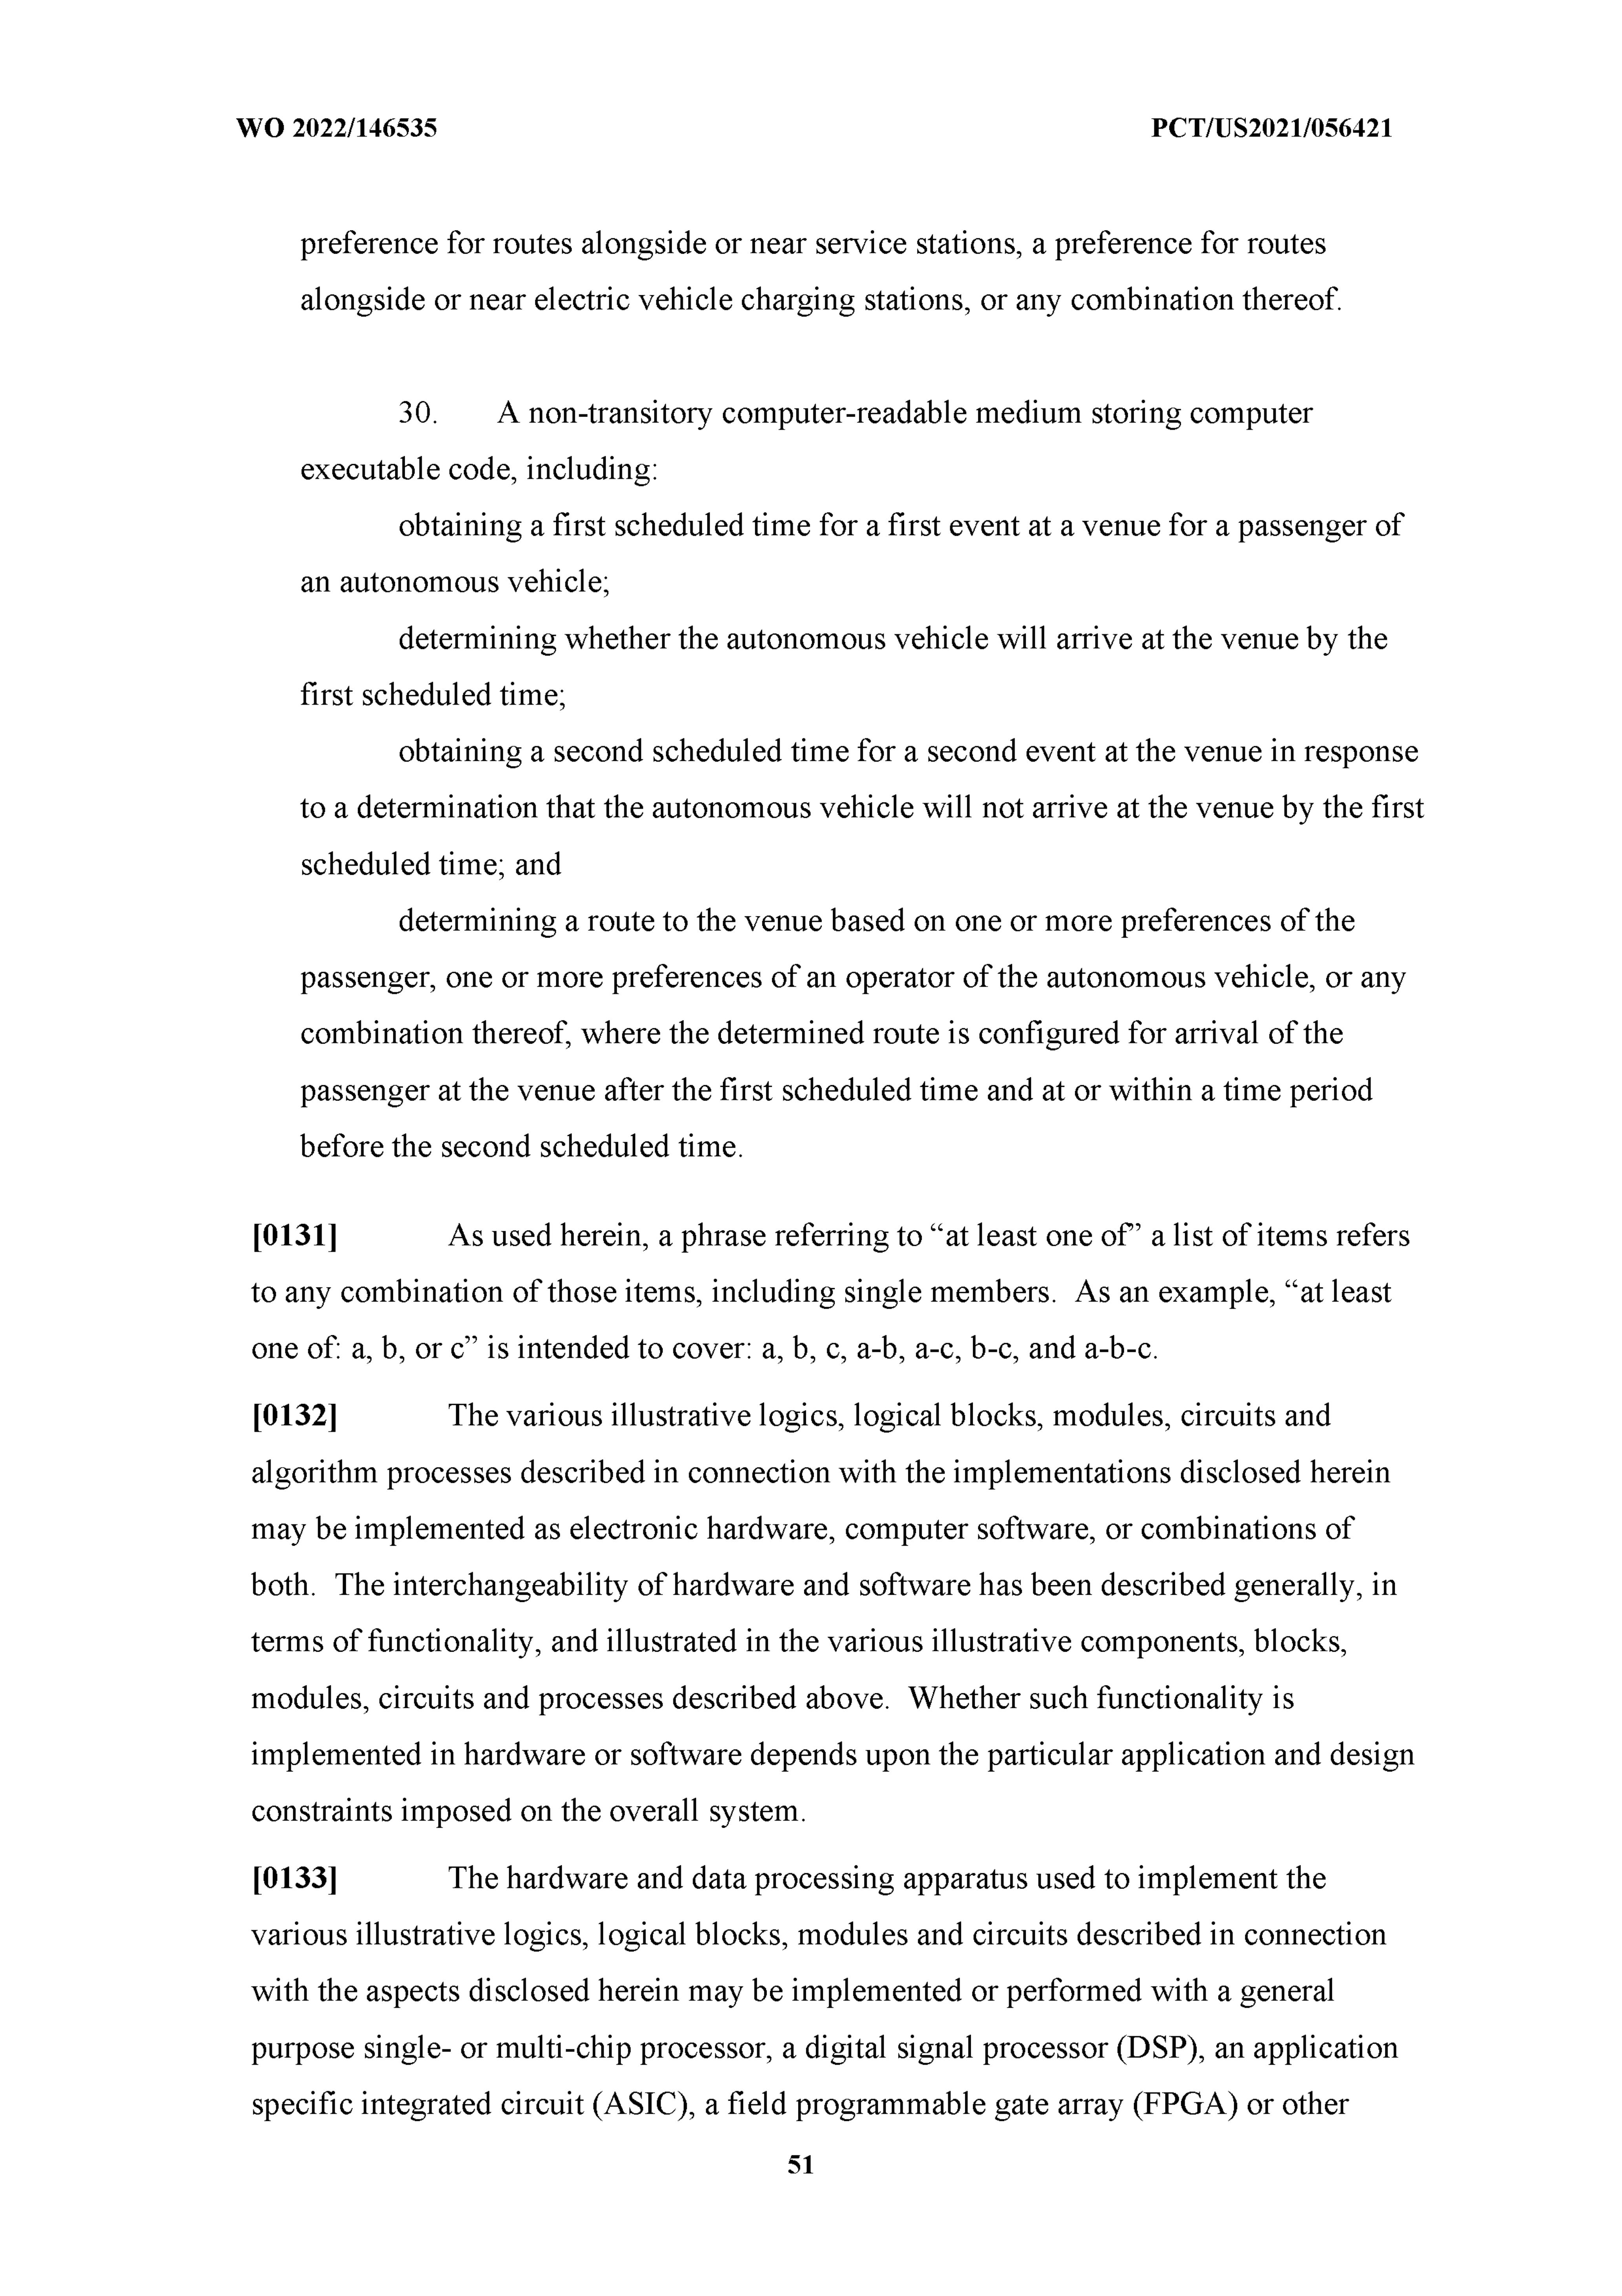 WO 2022/146535 PCT/US2021/056421
preference for routes alongside or near service stations, a preference for routes
alongside or near electric vehicle charging stations, or any combination thereof.
30. A non-transitory computer-readable medium storing computer
executable code, including:
obtaining a first scheduled time for a first event at a venue for a passenger of
an autonomous vehicle;
determining whether the autonomous vehicle will arrive at the venue by the
first scheduled time;
obtaining a second scheduled time for a second event at the venue in response
to a determination that the autonomous vehicle will not arrive at the venue by the first
scheduled time; and
determining a route to the venue based on one or more preferences of the
passenger, one or more preferences of an operator of the autonomous vehicle, or any
combination thereof, where the determined route is configured for arrival of the
passenger at the venue after the first scheduled time and at or within a time period
before the second scheduled time.
[0131] As used herein, a phrase referring to “at least one of” a list of items refers
to any combination of those items, including single members. As an example, “at least
one of: a, b, or c” is intended to cover: a, b, c, a-b, a-c, b-c, and a-b-c.
[0132] The various illustrative logics, logical blocks, modules, circuits and
algorithm processes described in connection with the implementations disclosed herein
may be implemented as electronic hardware, computer software, or combinations of
both. The interchangeability of hardware and software has been described generally, in
terms of functionality, and illustrated in the various illustrative components, blocks,
modules, circuits and processes described above. Whether such functionality is
implemented in hardware or software depends upon the particular application and design
constraints imposed on the overall system.
[0133] The hardware and data processing apparatus used to implement the
various illustrative logics, logical blocks, modules and circuits described in connection
with the aspects disclosed herein may be implemented or performed with a general
purpose single- or multi-chip processor, a digital signal processor (DSP), an application
specific integrated circuit (ASIC), a field programmable gate array (FPGA) or other
51